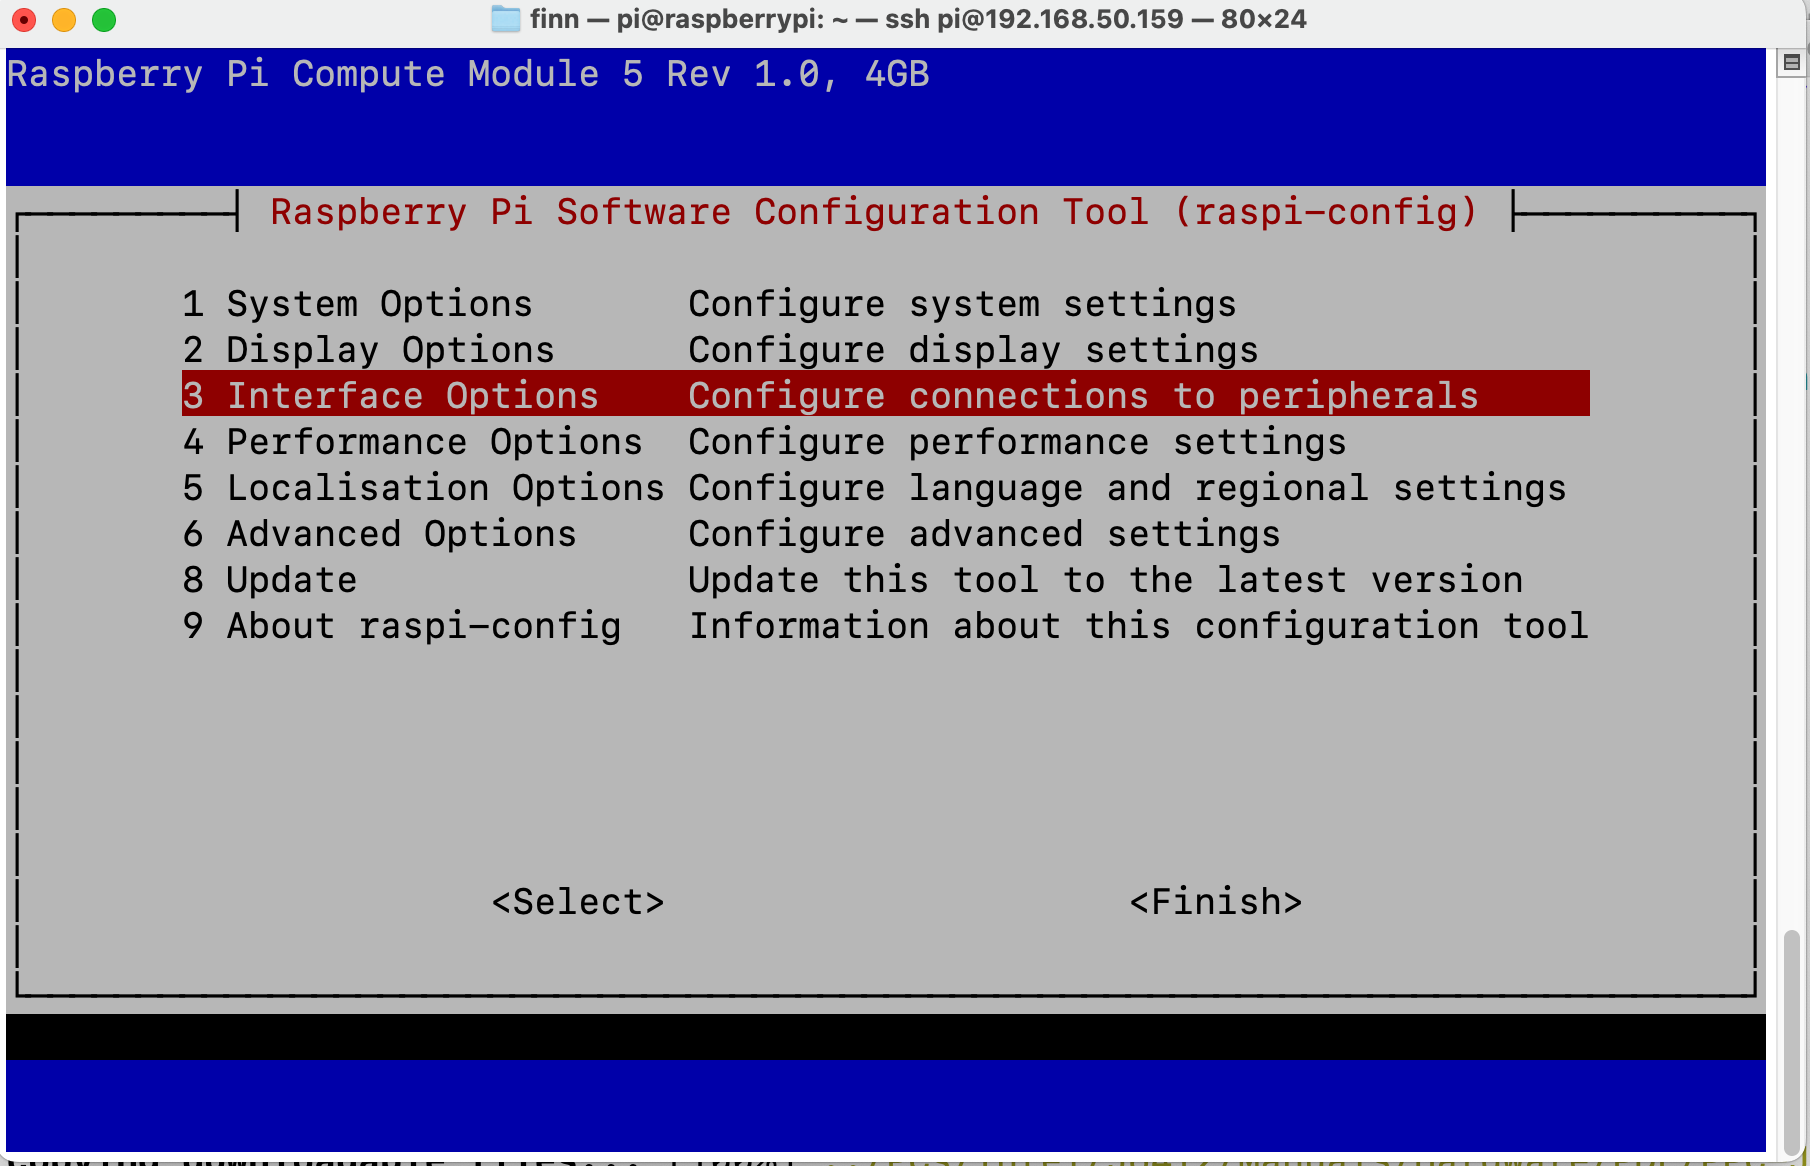 finn — pi@raspberrypi: ~ — ssh pi@192.168.50.159 — 80×24
Raspberry Pi Compute Module 5 Rev 1.0, 4GB
Raspberry Pi Software Configuration Tool (raspi-config)
1 System Options Configure system settings
2 Display Options Configure display settings
3 Interface Options Configure connections to peripherals
4 Performance Options Configure performance settings
5 Localisation Options Configure language and regional settings
6 Advanced Options Configure advanced settings
8 Update Update this tool to the latest version
9 About raspi-config Information about this configuration tool
<Select> <Finish>